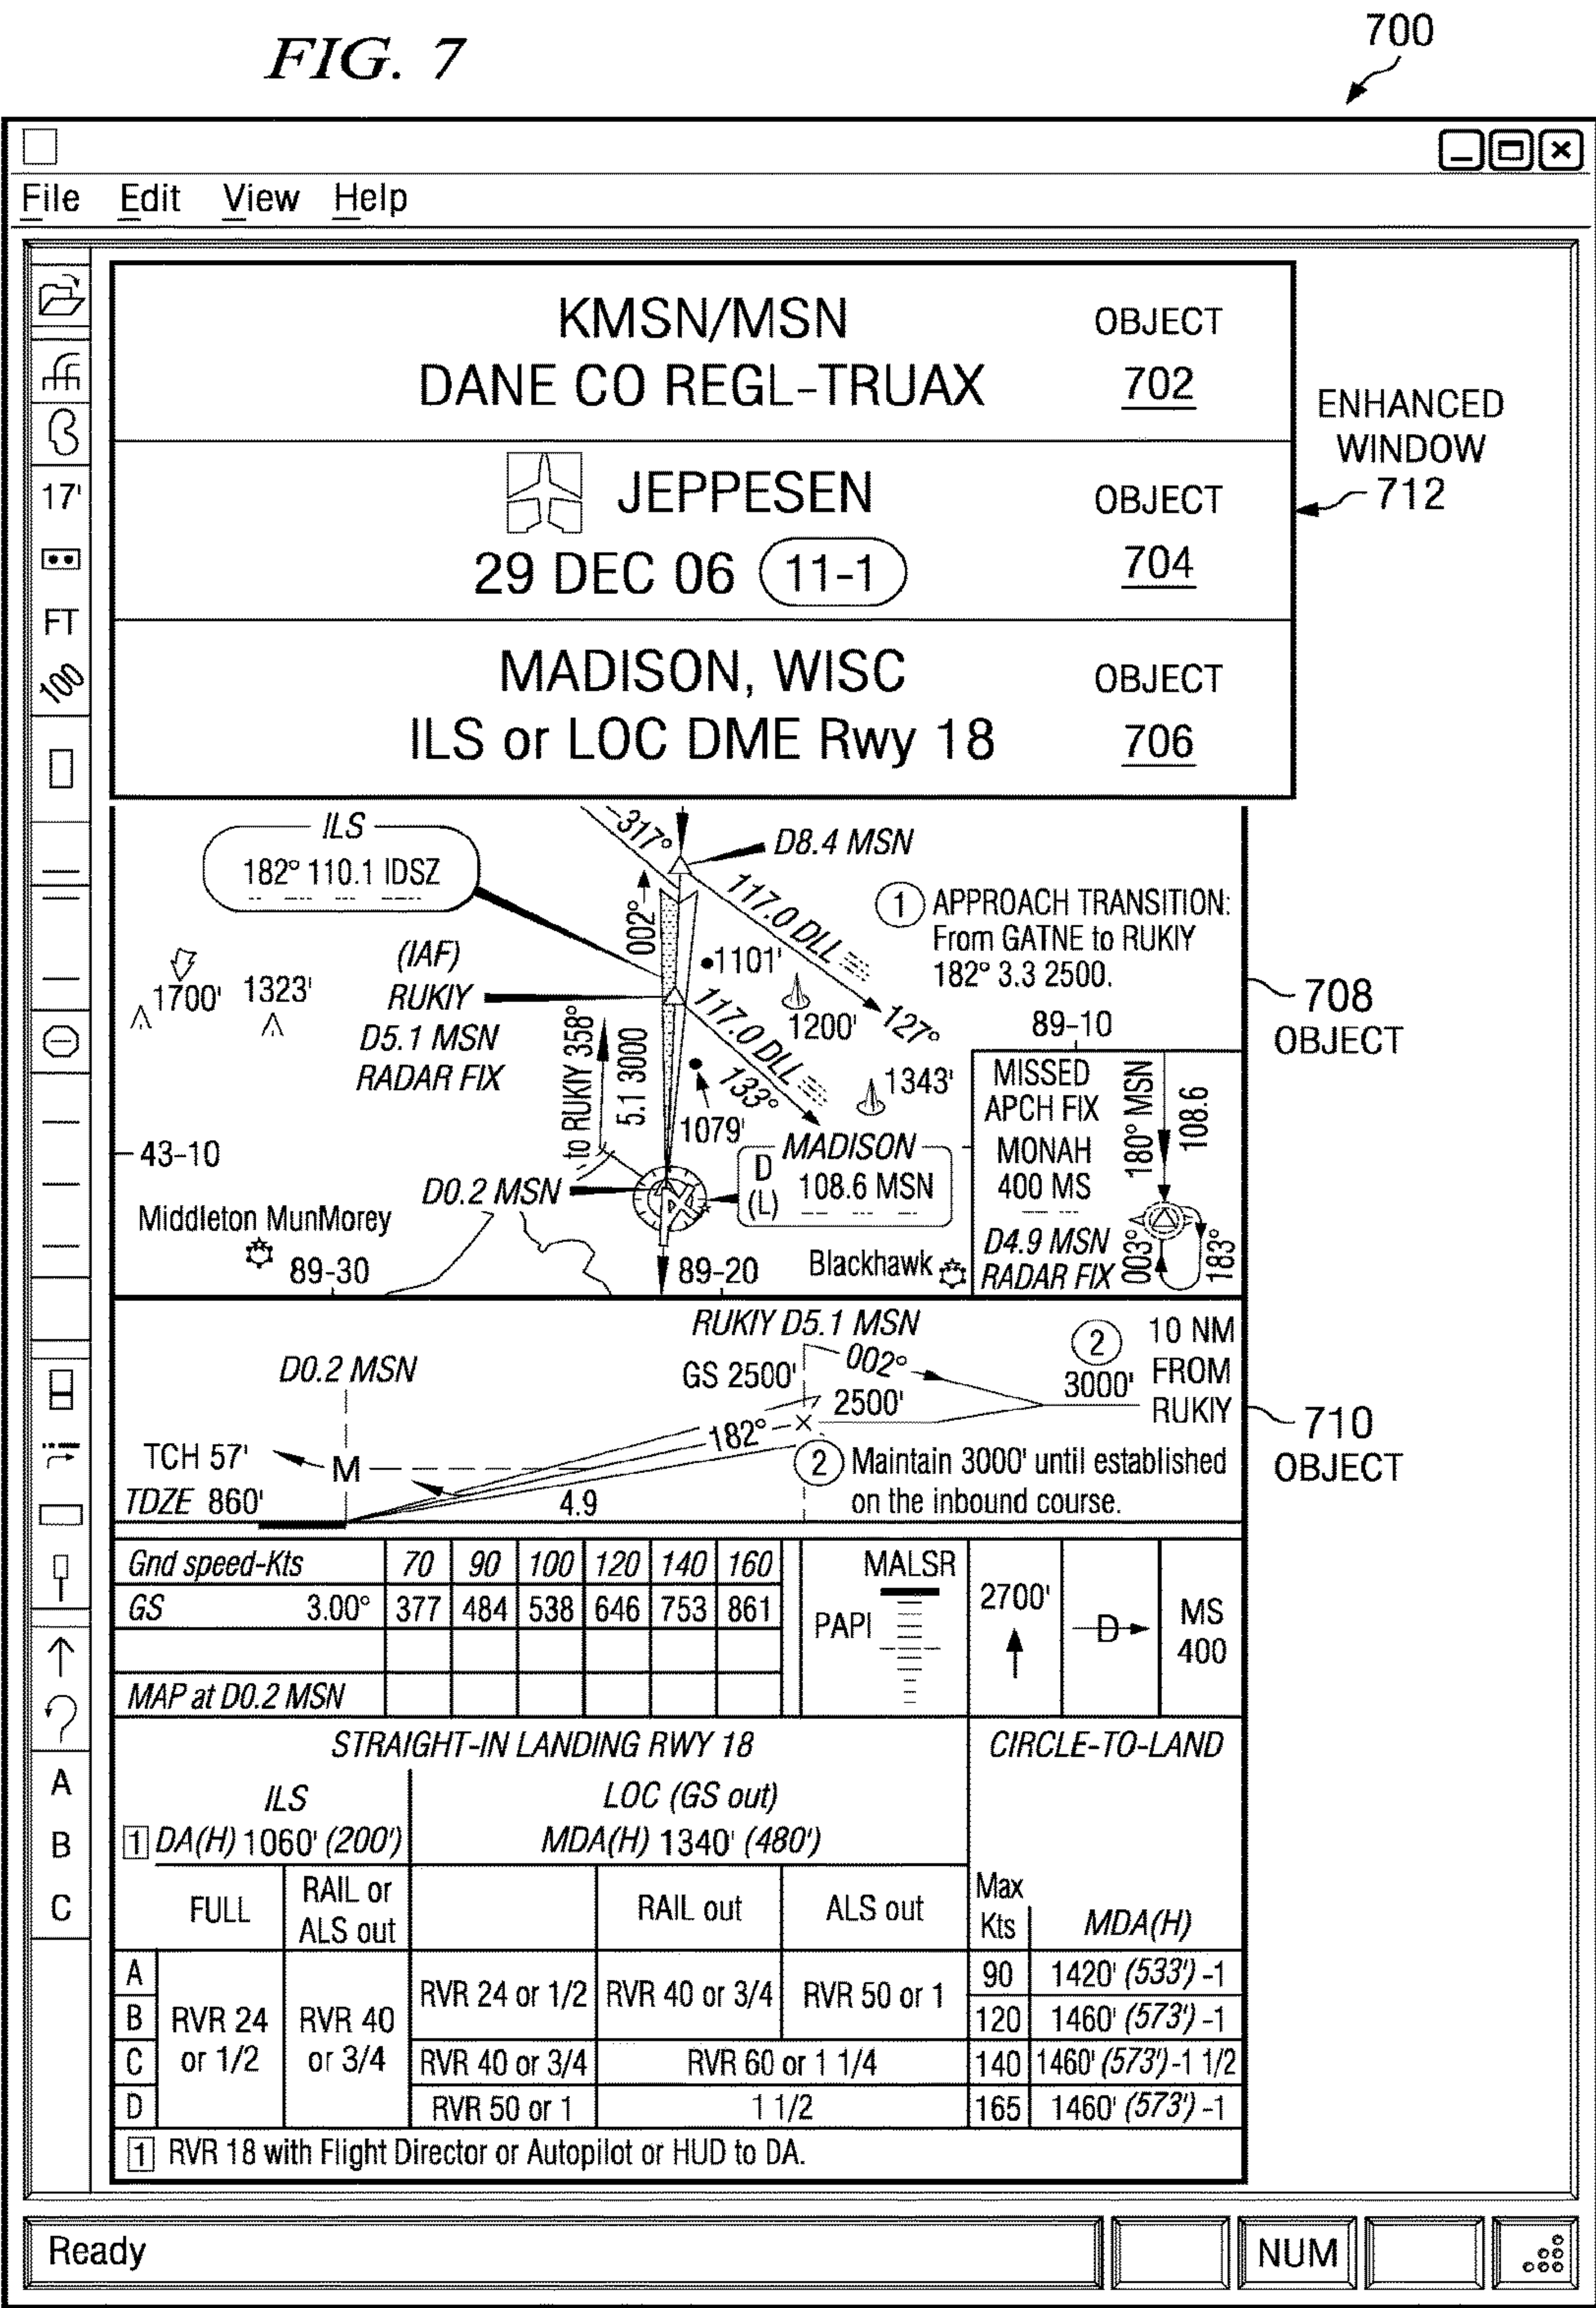 FIG. 7
700
File Edit View Help
KMSN/MSN
DANE CO REGL-TRUAX
OBJECT
702
JEPPESEN
29 DEC 06 11-1
OBJECT
704
MADISON, WISC
ILS or LOC DME Rwy 18
OBJECT
706
ENHANCED
WINDOW
712
17'
FT
100
A
B
C
ILS
182° 110.1 IDSZ
317°
D8.4 MSN
002°
117.0 DLL
127°
1 APPROACH TRANSITION:
From GATNE to RUKIY
182° 3.3 2500.
708
OBJECT
1700' 1323'
(IAF)
RUKIY
D5.1 MSN
RADAR FIX
1101'
1200'
117.0 DLL
133°
1343'
1079'
to RUKIY 358°
5.1 3000
89-10
43-10
MADISON
D
(L)
108.6 MSN
D0.2 MSN
Middleton MunMorey
89-30
89-20
Blackhawk
MISSED
APCH FIX
MONAH
400 MS
D4.9 MSN
RADAR FIX
180° MSN
108.6
003°
183°
RUKIY D5.1 MSN
D0.2 MSN
GS 2500'
002°
2500'
2
3000'
10 NM
FROM
RUKIY
710
OBJECT
182°
TCH 57'
M
TDZE 860'
4.9
2 Maintain 3000' until established
on the inbound course.
Gnd speed-Kts 70 90 100 120 140 160
GS 3.00° 377 484 538 646 753 861
MAP at D0.2 MSN
MALSR
PAPI
2700'
D
MS
400
STRAIGHT-IN LANDING RWY 18
CIRCLE-TO-LAND
ILS
1 DA(H) 1060' (200')
LOC (GS out)
MDA(H) 1340' (480')
FULL
RAIL or
ALS out
RAIL out
ALS out
Max
Kts
MDA(H)
A
B
C
D
RVR 24
or 1/2
RVR 40
or 3/4
RVR 24 or 1/2 RVR 40 or 3/4 RVR 50 or 1
RVR 40 or 3/4 RVR 60 or 1 1/4
RVR 50 or 1 1 1/2
90 1420' (533') -1
120 1460' (573') -1
140 1460' (573') -1 1/2
165 1460' (573') -1
1 RVR 18 with Flight Director or Autopilot or HUD to DA.
Ready
NUM